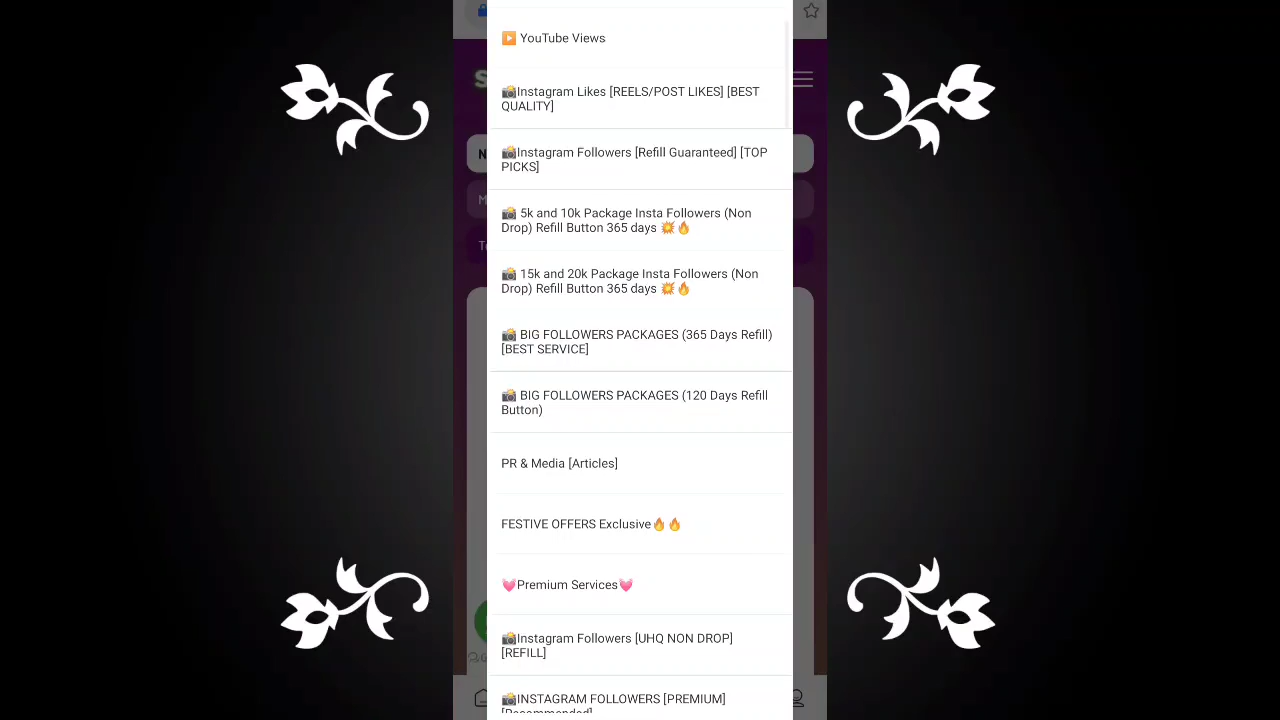 ▶️ YouTube Views
📸Instagram Likes [REELS/POST LIKES] [BEST
QUALITY]
📸Instagram Followers [Refill Guaranteed] [TOP
PICKS]
📸 5k and 10k Package Insta Followers (Non
Drop) Refill Button 365 days 💥🔥
📸 15k and 20k Package Insta Followers (Non
Drop) Refill Button 365 days 💥🔥
📸 BIG FOLLOWERS PACKAGES (365 Days Refill)
[BEST SERVICE]
📸 BIG FOLLOWERS PACKAGES (120 Days Refill
Button)
PR & Media [Articles]
FESTIVE OFFERS Exclusive🔥🔥
💓Premium Services💓
📸Instagram Followers [UHQ NON DROP]
[REFILL]
📸INSTAGRAM FOLLOWERS [PREMIUM]
[Recommended]